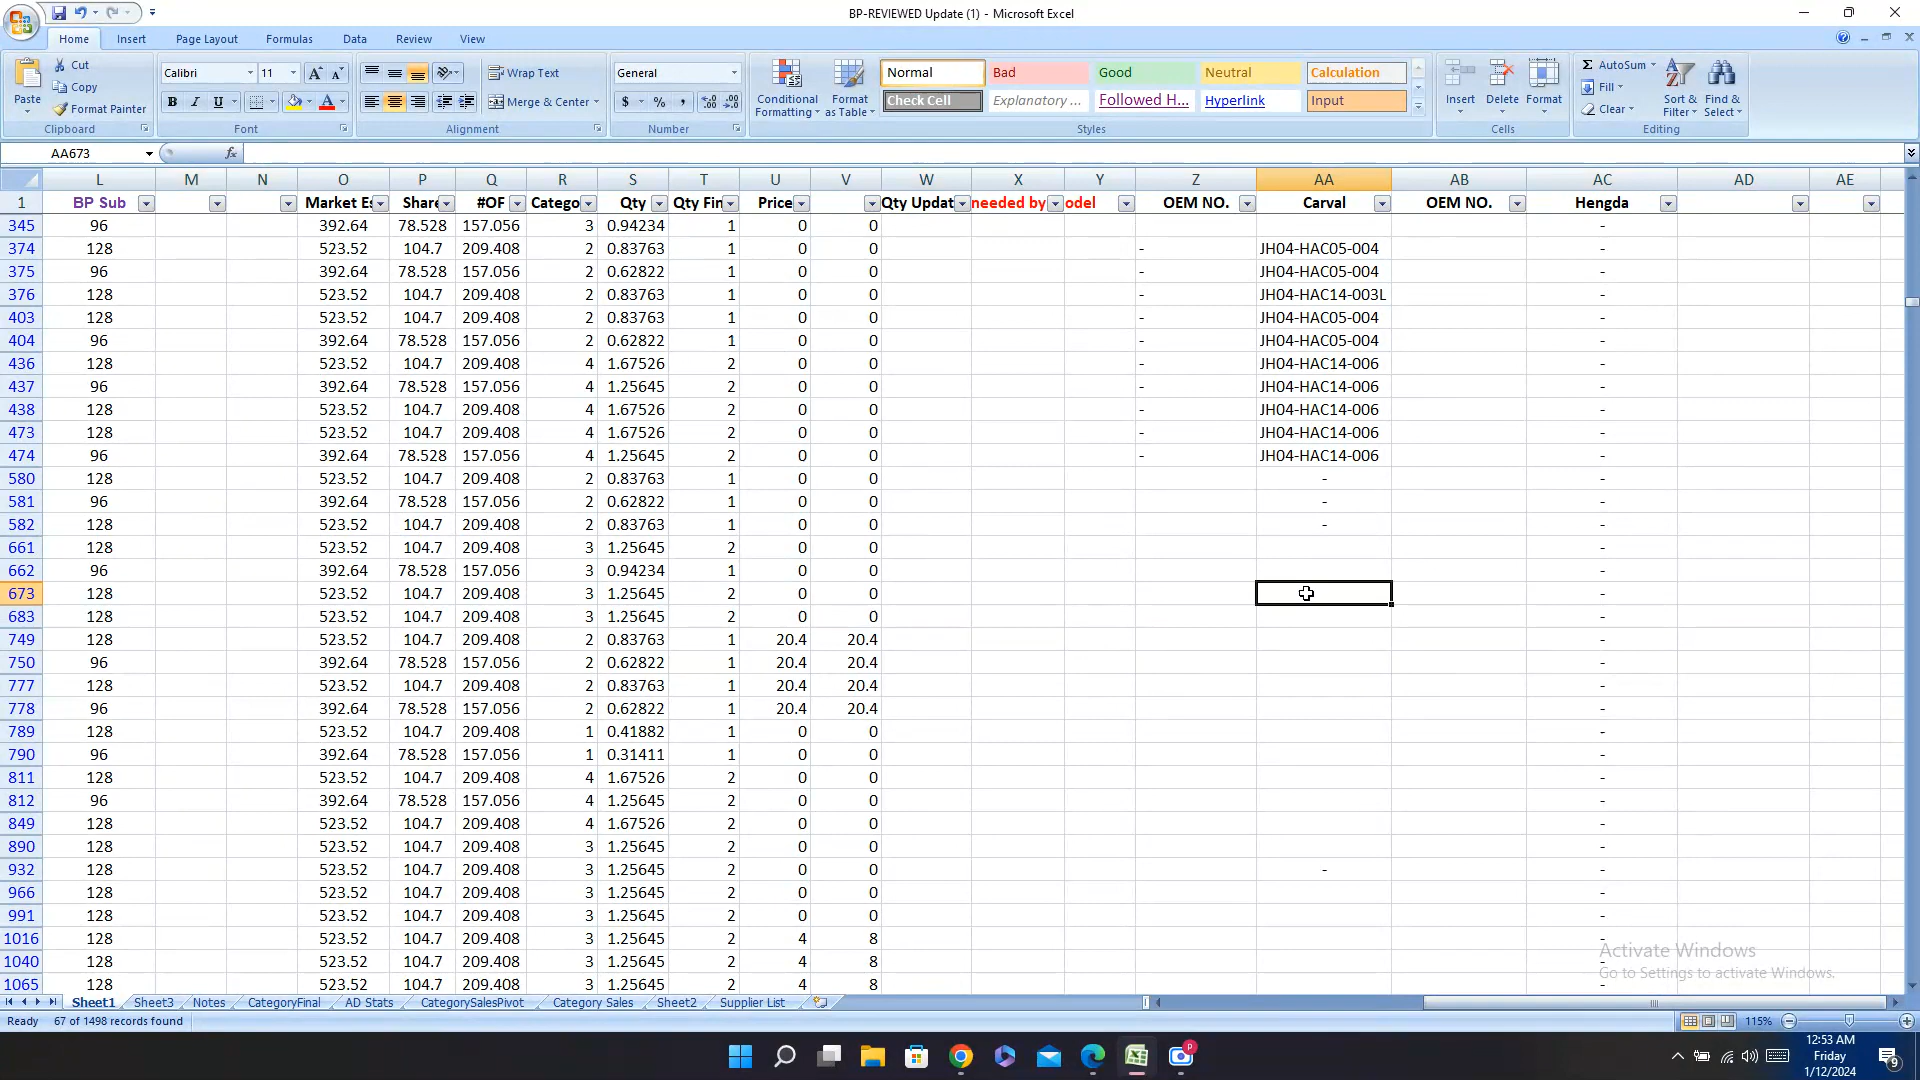 BP-REVIEWED Update (1) - Microsoft Excel
Home Insert Page Layout Formulas Data Review View
Paste Cut Copy Format Painter Clipboard
Calibri 11 B I U Font
Wrap Text Merge & Center Alignment
General $ % , Number
Conditional Formatting Format as Table
Normal Bad Good Neutral Calculation
Check Cell Explanatory ... Followed H... Hyperlink Input
Styles
Insert Delete Format Cells
AutoSum Fill Clear Sort & Filter Find & Select Editing
AA673 fx
L M N O P Q R S T U V W X Y Z AA AB AC AD AE
1 BP Sub Market Es Share #OF Catego Qty Qty Fin Price Qty Updat needed by odel OEM NO. Carval OEM NO. Hengda
345 96 392.64 78.528 157.056 3 0.94234 1 0 0 -
374 128 523.52 104.7 209.408 2 0.83763 1 0 0 - JH04-HAC05-004 -
375 96 392.64 78.528 157.056 2 0.62822 1 0 0 - JH04-HAC05-004 -
376 128 523.52 104.7 209.408 2 0.83763 1 0 0 - JH04-HAC14-003L -
403 128 523.52 104.7 209.408 2 0.83763 1 0 0 - JH04-HAC05-004 -
404 96 392.64 78.528 157.056 2 0.62822 1 0 0 - JH04-HAC05-004 -
436 128 523.52 104.7 209.408 4 1.67526 2 0 0 - JH04-HAC14-006 -
437 96 392.64 78.528 157.056 4 1.25645 2 0 0 - JH04-HAC14-006 -
438 128 523.52 104.7 209.408 4 1.67526 2 0 0 - JH04-HAC14-006 -
473 128 523.52 104.7 209.408 4 1.67526 2 0 0 - JH04-HAC14-006 -
474 96 392.64 78.528 157.056 4 1.25645 2 0 0 - JH04-HAC14-006 -
580 128 523.52 104.7 209.408 2 0.83763 1 0 0 - -
581 96 392.64 78.528 157.056 2 0.62822 1 0 0 - -
582 128 523.52 104.7 209.408 2 0.83763 1 0 0 - -
661 128 523.52 104.7 209.408 3 1.25645 2 0 0 -
662 96 392.64 78.528 157.056 3 0.94234 1 0 0 -
673 128 523.52 104.7 209.408 3 1.25645 2 0 0 -
683 128 523.52 104.7 209.408 3 1.25645 2 0 0 -
749 128 523.52 104.7 209.408 2 0.83763 1 20.4 20.4 -
750 96 392.64 78.528 157.056 2 0.62822 1 20.4 20.4 -
777 128 523.52 104.7 209.408 2 0.83763 1 20.4 20.4 -
778 96 392.64 78.528 157.056 2 0.62822 1 20.4 20.4 -
789 128 523.52 104.7 209.408 1 0.41882 1 0 0 -
790 96 392.64 78.528 157.056 1 0.31411 1 0 0 -
811 128 523.52 104.7 209.408 4 1.67526 2 0 0 -
812 96 392.64 78.528 157.056 4 1.25645 2 0 0 -
849 128 523.52 104.7 209.408 4 1.67526 2 0 0 -
890 128 523.52 104.7 209.408 3 1.25645 2 0 0 -
932 128 523.52 104.7 209.408 3 1.25645 2 0 0 - -
966 128 523.52 104.7 209.408 3 1.25645 2 0 0 -
991 128 523.52 104.7 209.408 3 1.25645 2 0 0 -
1016 128 523.52 104.7 209.408 3 1.25645 2 4 8 -
1040 128 523.52 104.7 209.408 3 1.25645 2 4 8 -
1065 128 523.52 104.7 209.408 3 1.25645 2 4 8 -
Activate Windows
Go to Settings to activate Windows.
Sheet1 Sheet3 Notes CategoryFinal AD Stats CategorySalesPivot Category Sales Sheet2 Supplier List
Ready 67 of 1498 records found 115%
12:53 AM
Friday
1/12/2024
9
P